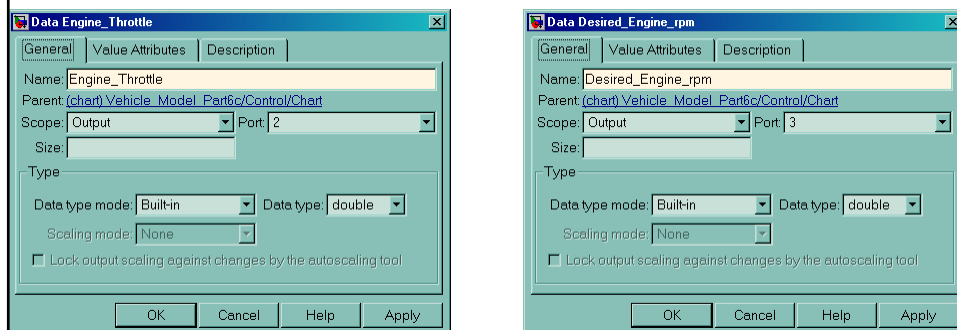 Data Engine_Throttle
General Value Attributes Description
Name: Engine_Throttle
Parent: (chart) Vehicle_Model_Part6c/Control/Chart
Scope: Output Port: 2
Size:
Type
Data type mode: Built-in Data type: double
Scaling mode: None
Lock output scaling against changes by the autoscaling tool
OK Cancel Help Apply
Data Desired_Engine_rpm
General Value Attributes Description
Name: Desired_Engine_rpm
Parent: (chart) Vehicle_Model_Part6c/Control/Chart
Scope: Output Port: 3
Size:
Type
Data type mode: Built-in Data type: double
Scaling mode: None
Lock output scaling against changes by the autoscaling tool
OK Cancel Help Apply